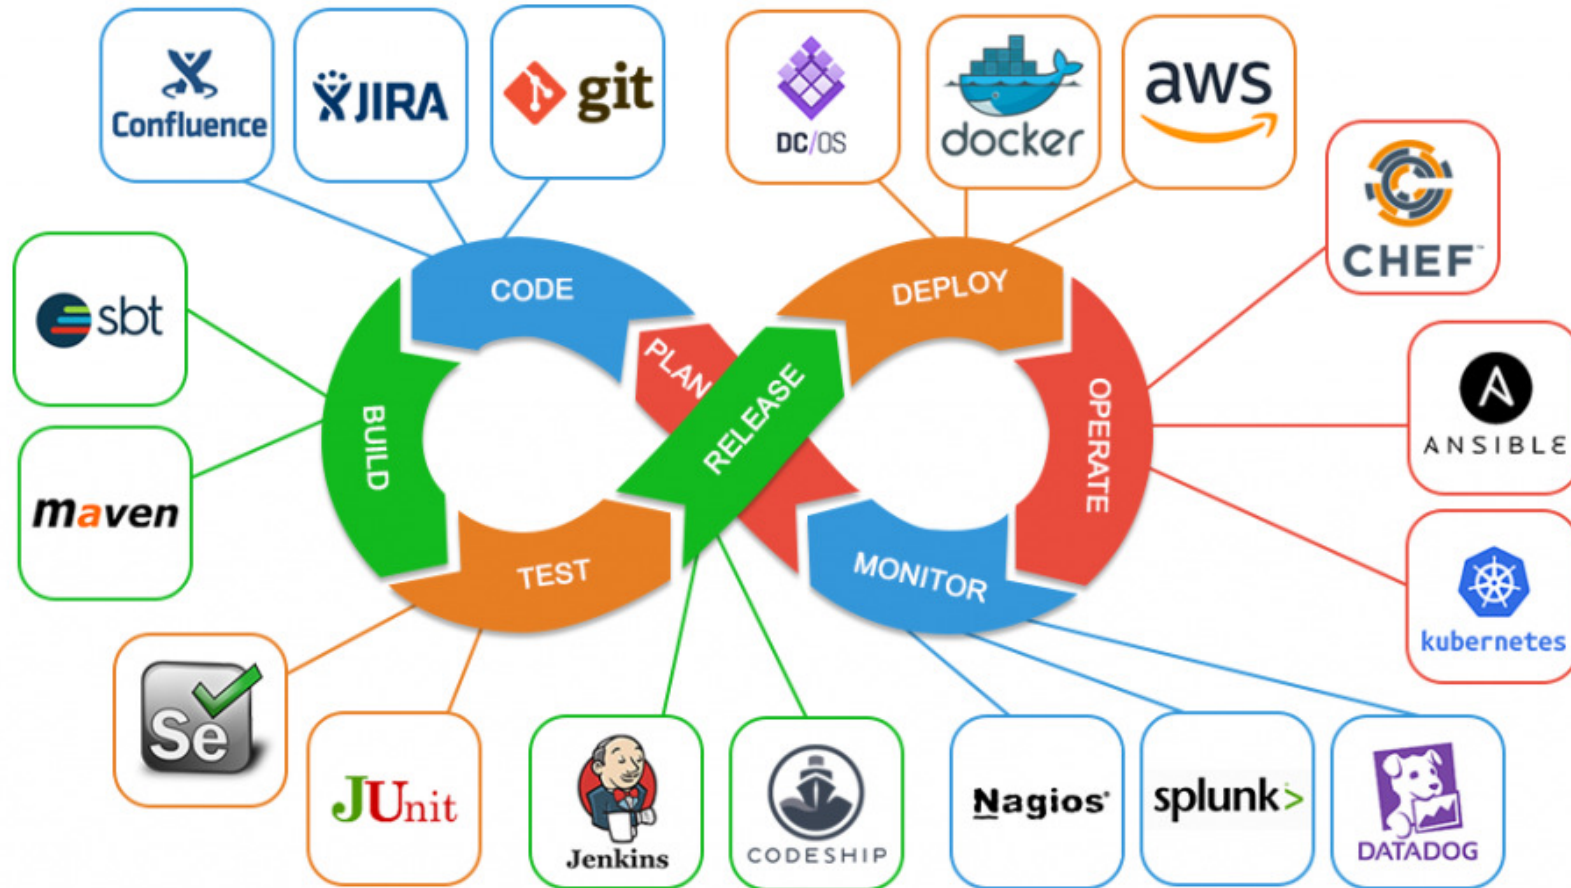 Confluence
JIRA
git
DC/OS
docker
aws
CHEF™
sbt
CODE
DEPLOY
PLAN
RELEASE
BUILD
OPERATE
ANSIBLE
maven
TEST
MONITOR
kubernetes
Se
JUnit
Jenkins
CODESHIP
Nagios®
splunk>
DATADOG